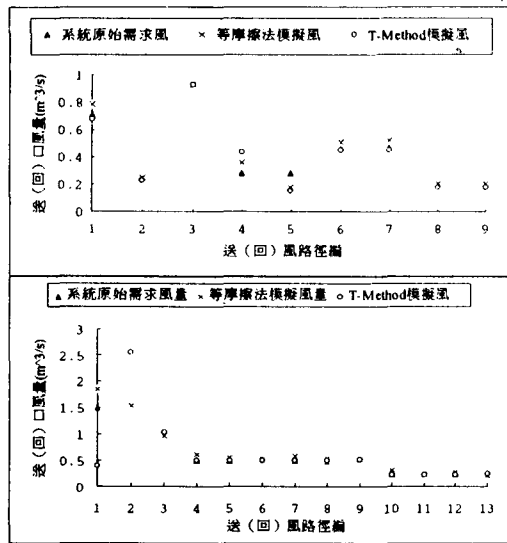 ▲ 系統原始需求風 × 等摩擦法模擬風 ○ T-Method模擬風
送（回）口風量(m^3/s)
1
0.8
0.6
0.4
0.2
0
1 2 3 4 5 6 7 8 9
送（回）風路徑編
▲ 系統原始需求風量 × 等摩擦法模擬風量 ○ T-Method模擬風
送（回）口風量(m^3/s)
2.5
2
1.5
1
0.5
0
1 2 3 4 5 6 7 8 9 10 11 12 13
送（回）風路徑編